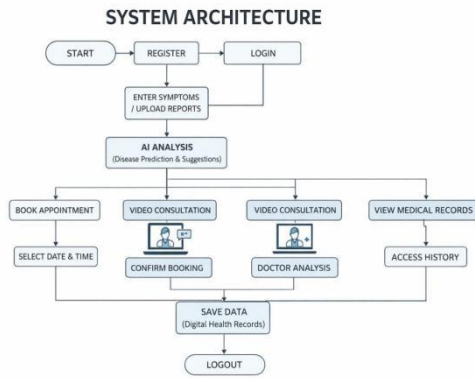 SYSTEM ARCHITECTURE
START
REGISTER
LOGIN
ENTER SYMPTOMS
/ UPLOAD REPORTS
AI ANALYSIS
(Disease Prediction & Suggestions)
BOOK APPOINTMENT
VIDEO CONSULTATION
VIDEO CONSULTATION
VIEW MEDICAL RECORDS
SELECT DATE & TIME
CONFIRM BOOKING
DOCTOR ANALYSIS
ACCESS HISTORY
SAVE DATA
(Digital Health Records)
LOGOUT